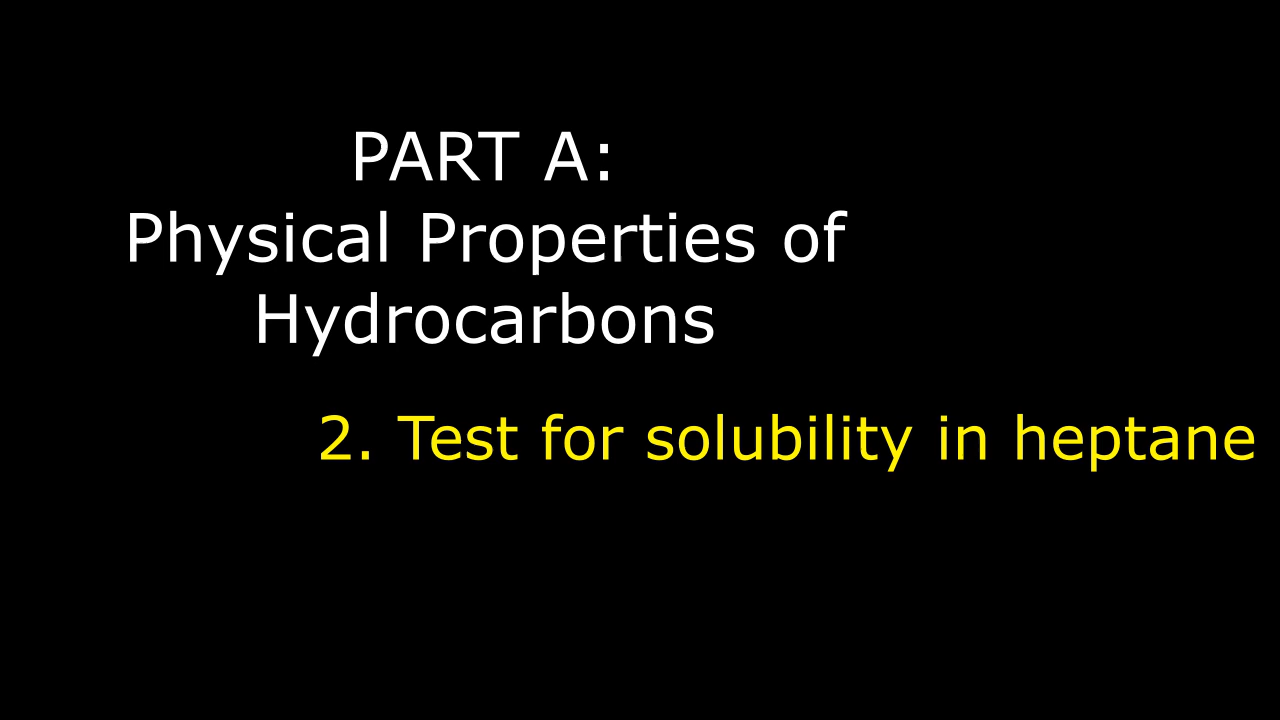 PART A:
Physical Properties of
Hydrocarbons
2. Test for solubility in heptane